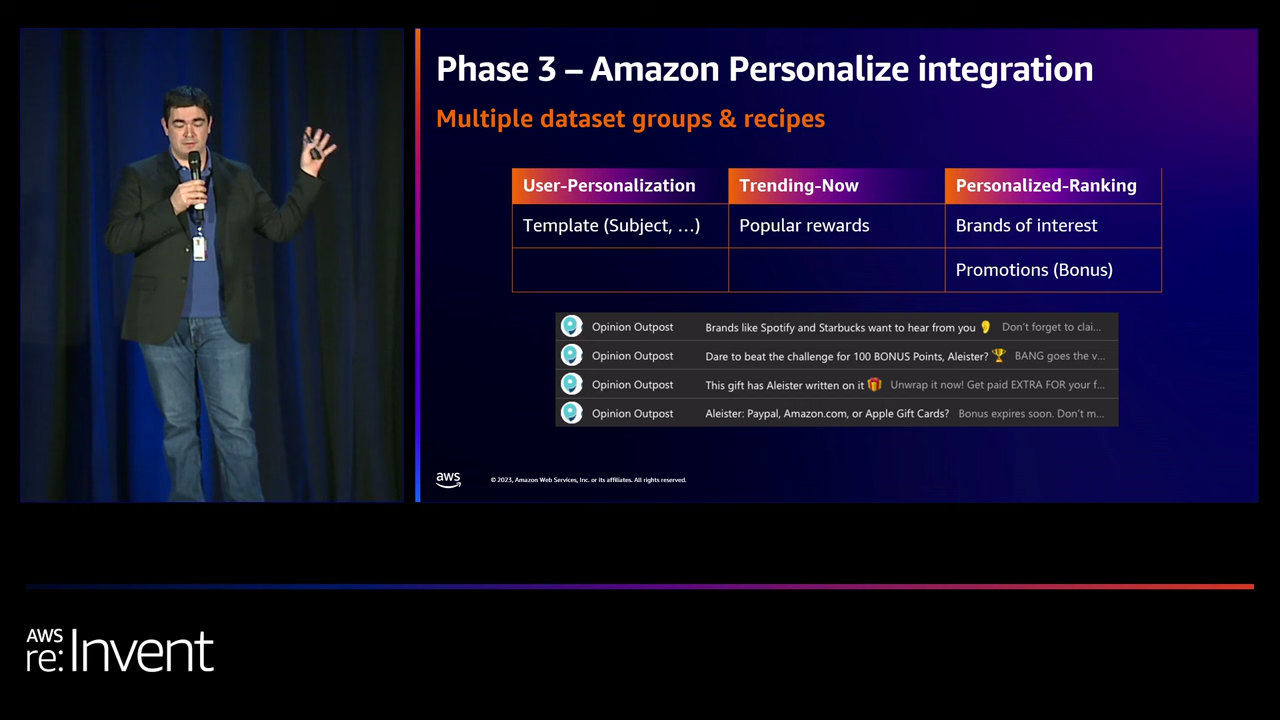 Phase 3 – Amazon Personalize integration
Multiple dataset groups & recipes
User-Personalization Trending-Now Personalized-Ranking
Template (Subject, ...) Popular rewards Brands of interest
Promotions (Bonus)
Opinion Outpost Brands like Spotify and Starbucks want to hear from you 💡 Don't forget to clai...
Opinion Outpost Dare to beat the challenge for 100 BONUS Points, Aleister? 🏆 BANG goes the v...
Opinion Outpost This gift has Aleister written on it 🎁 Unwrap it now! Get paid EXTRA FOR your f...
Opinion Outpost Aleister: Paypal, Amazon.com, or Apple Gift Cards? Bonus expires soon. Don't m...
aws © 2023, Amazon Web Services, Inc. or its affiliates. All rights reserved.
AWS
re:Invent